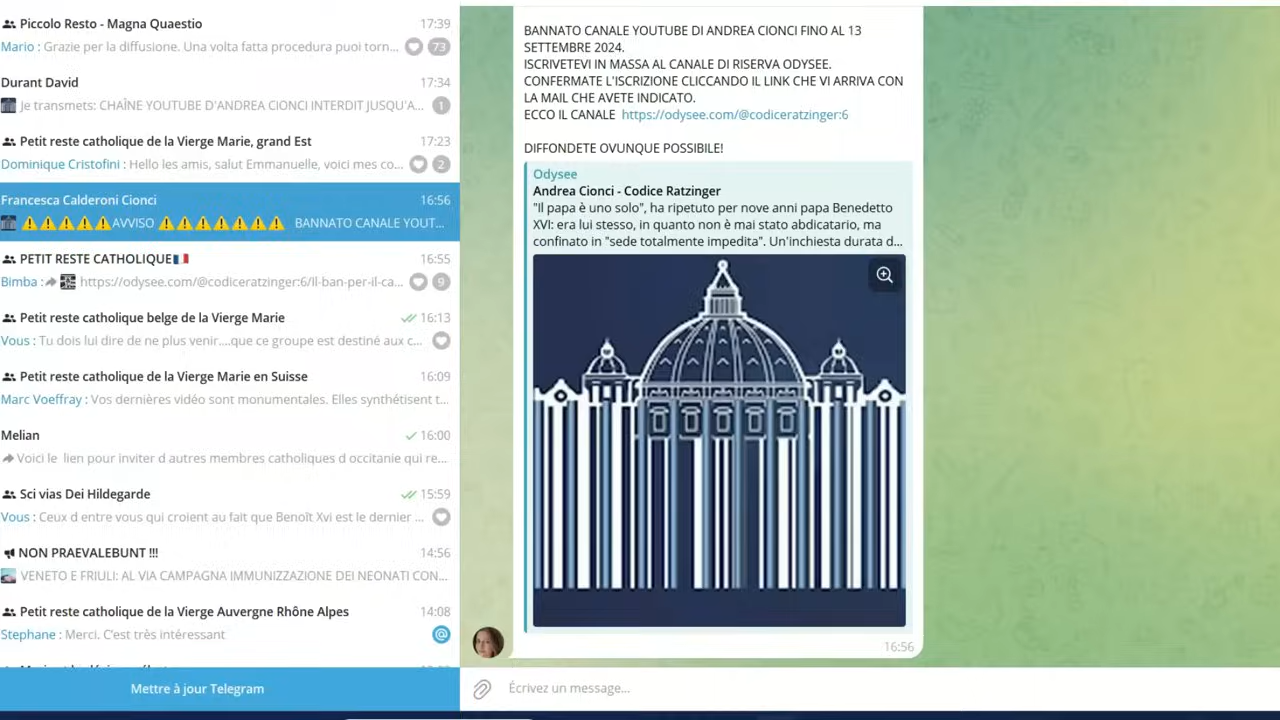 Piccolo Resto - Magna Quaestio 17:39
Mario : Grazie per la diffusione. Una volta fatta procedura puoi torn... 73
Durant David 17:34
Je transmets: CHAÎNE YOUTUBE D'ANDREA CIONCI INTERDIT JUSQU'A... 1
Petit reste catholique de la Vierge Marie, grand Est 17:23
Dominique Cristofini : Hello les amis, salut Emmanuelle, voici mes co... 2
Francesca Calderoni Cionci 16:56
AVVISO BANNATO CANALE YOUT...
PETIT RESTE CATHOLIQUE 16:55
Bimba : https://odysee.com/@codiceratzinger:6/Il-ban-per-il-ca... 9
Petit reste catholique belge de la Vierge Marie 16:13
Vous : Tu dois lui dire de ne plus venir....que ce groupe est destiné aux c...
Petit reste catholique de la Vierge Marie en Suisse 16:09
Marc Voeffray : Vos dernières vidéo sont monumentales. Elles synthétisent t...
Melian 16:00
Voici le lien pour inviter d autres membres catholiques d occitanie qui re...
Sci vias Dei Hildegarde 15:59
Vous : Ceux d entre vous qui croient au fait que Benoît Xvi est le dernier ...
NON PRAEVALEBUNT !!! 14:56
VENETO E FRIULI: AL VIA CAMPAGNA IMMUNIZZAZIONE DEI NEONATI CON...
Petit reste catholique de la Vierge Auvergne Rhône Alpes 14:08
Stephane : Merci. C'est très intéressant @
Mettre à jour Telegram
BANNATO CANALE YOUTUBE DI ANDREA CIONCI FINO AL 13
SETTEMBRE 2024.
ISCRIVETEVI IN MASSA AL CANALE DI RISERVA ODYSEE.
CONFERMATE L'ISCRIZIONE CLICCANDO IL LINK CHE VI ARRIVA CON
LA MAIL CHE AVETE INDICATO.
ECCO IL CANALE https://odysee.com/@codiceratzinger:6
DIFFONDETE OVUNQUE POSSIBILE!
Odysee
Andrea Cionci - Codice Ratzinger
"Il papa è uno solo", ha ripetuto per nove anni papa Benedetto
XVI: era lui stesso, in quanto non è mai stato abdicatario, ma
confinato in "sede totalmente impedita". Un'inchiesta durata d...
16:56
Écrivez un message...